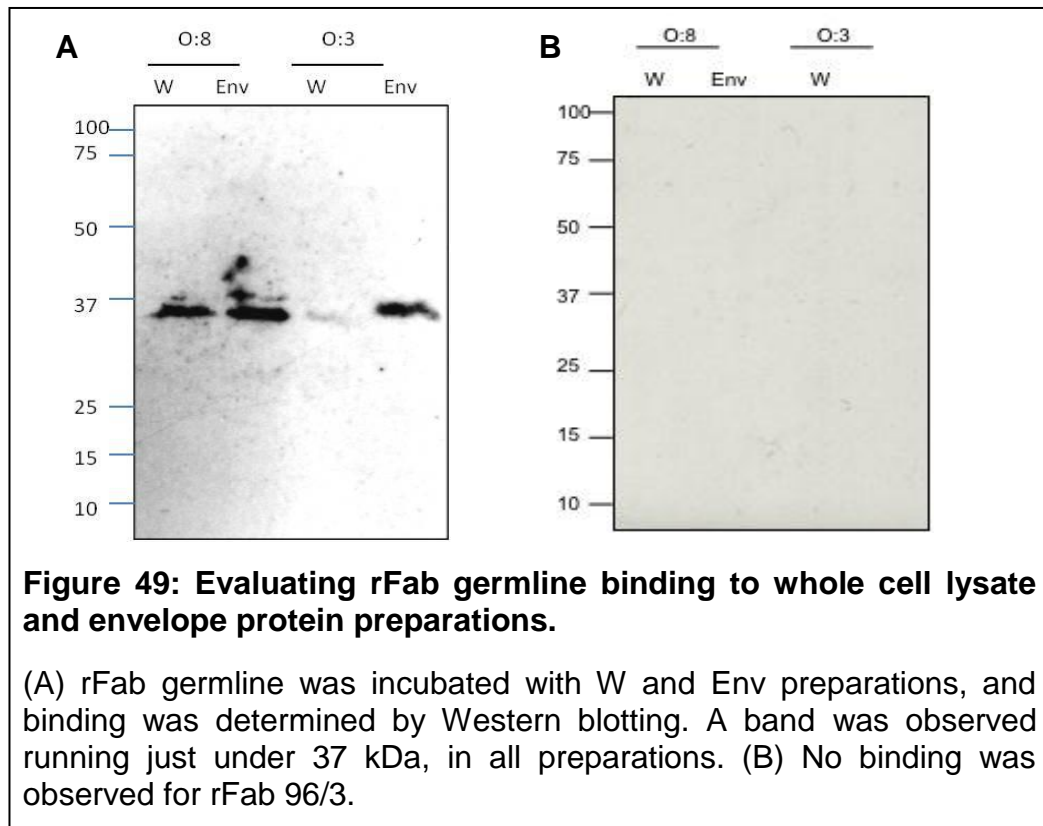 A
O:8 O:3
W Env W Env
100
75
50
37
25
15
10
B
O:8 O:3
W Env W
100
75
50
37
25
15
10
Figure 49: Evaluating rFab germline binding to whole cell lysate
and envelope protein preparations.
(A) rFab germline was incubated with W and Env preparations, and
binding was determined by Western blotting. A band was observed
running just under 37 kDa, in all preparations. (B) No binding was
observed for rFab 96/3.